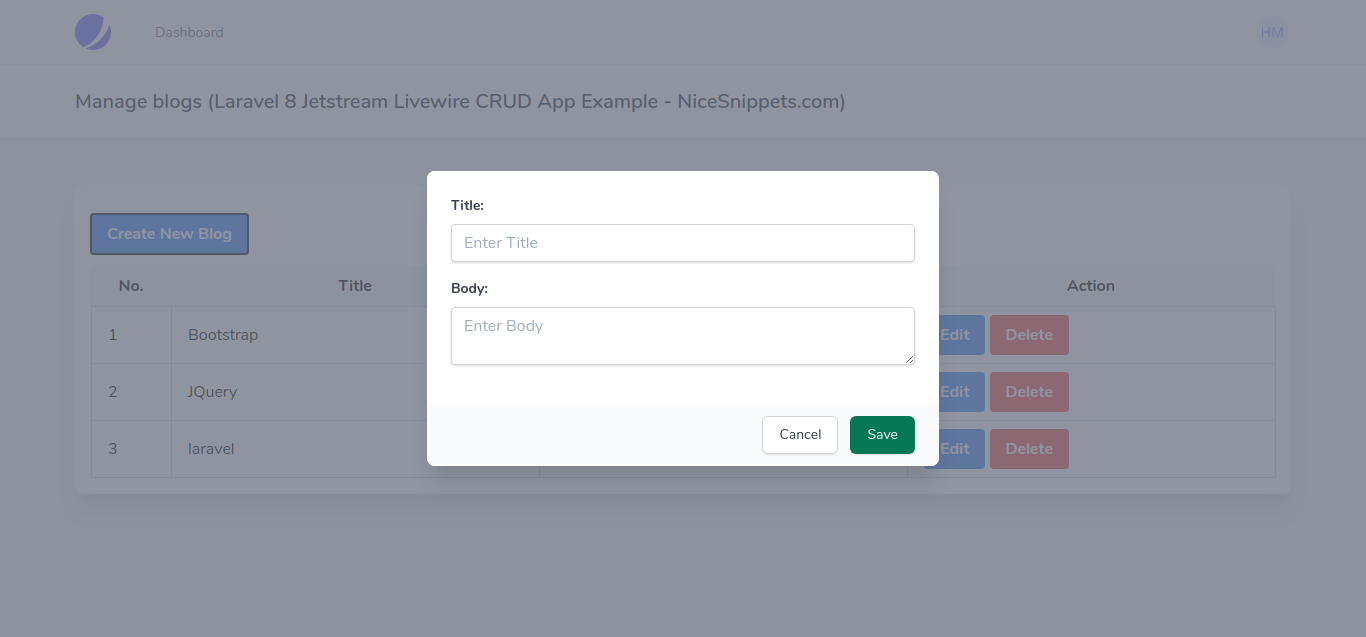 Dashboard
HM
Manage blogs (Laravel 8 Jetstream Livewire CRUD App Example - NiceSnippets.com)
Create New Blog
No. Title Action
1 Bootstrap Edit Delete
2 JQuery Edit Delete
3 laravel Edit Delete
Title:
Enter Title
Body:
Enter Body
Cancel Save